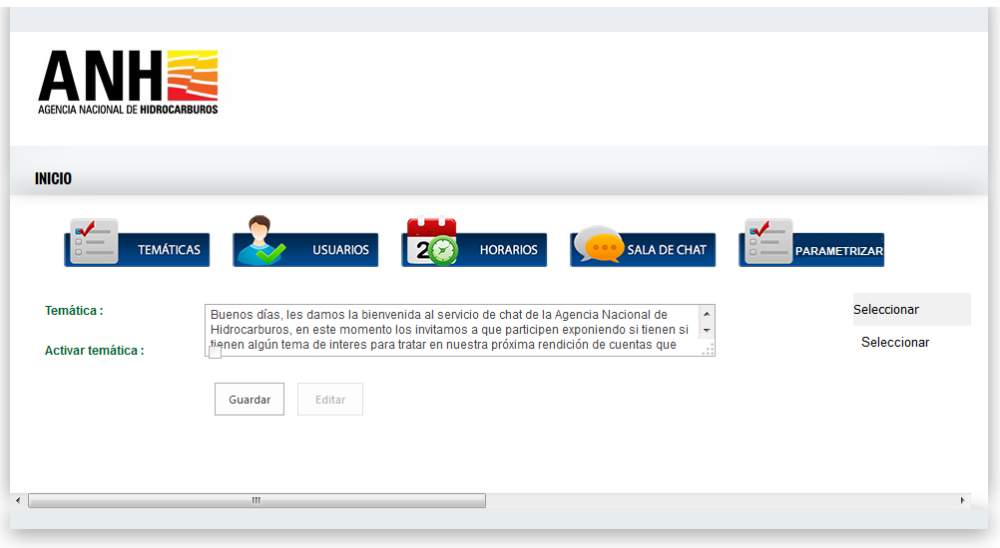 ANH
AGENCIA NACIONAL DE HIDROCARBUROS
INICIO
TEMÁTICAS
USUARIOS
2
HORARIOS
SALA DE CHAT
PARAMETRIZAR
Temática :
Buenos días, les damos la bienvenida al servicio de chat de la Agencia Nacional de
Hidrocarburos, en este momento los invitamos a que participen exponiendo si tienen si
tienen algún tema de interes para tratar en nuestra próxima rendición de cuentas que
Seleccionar
Seleccionar
Activar temática :
Guardar
Editar